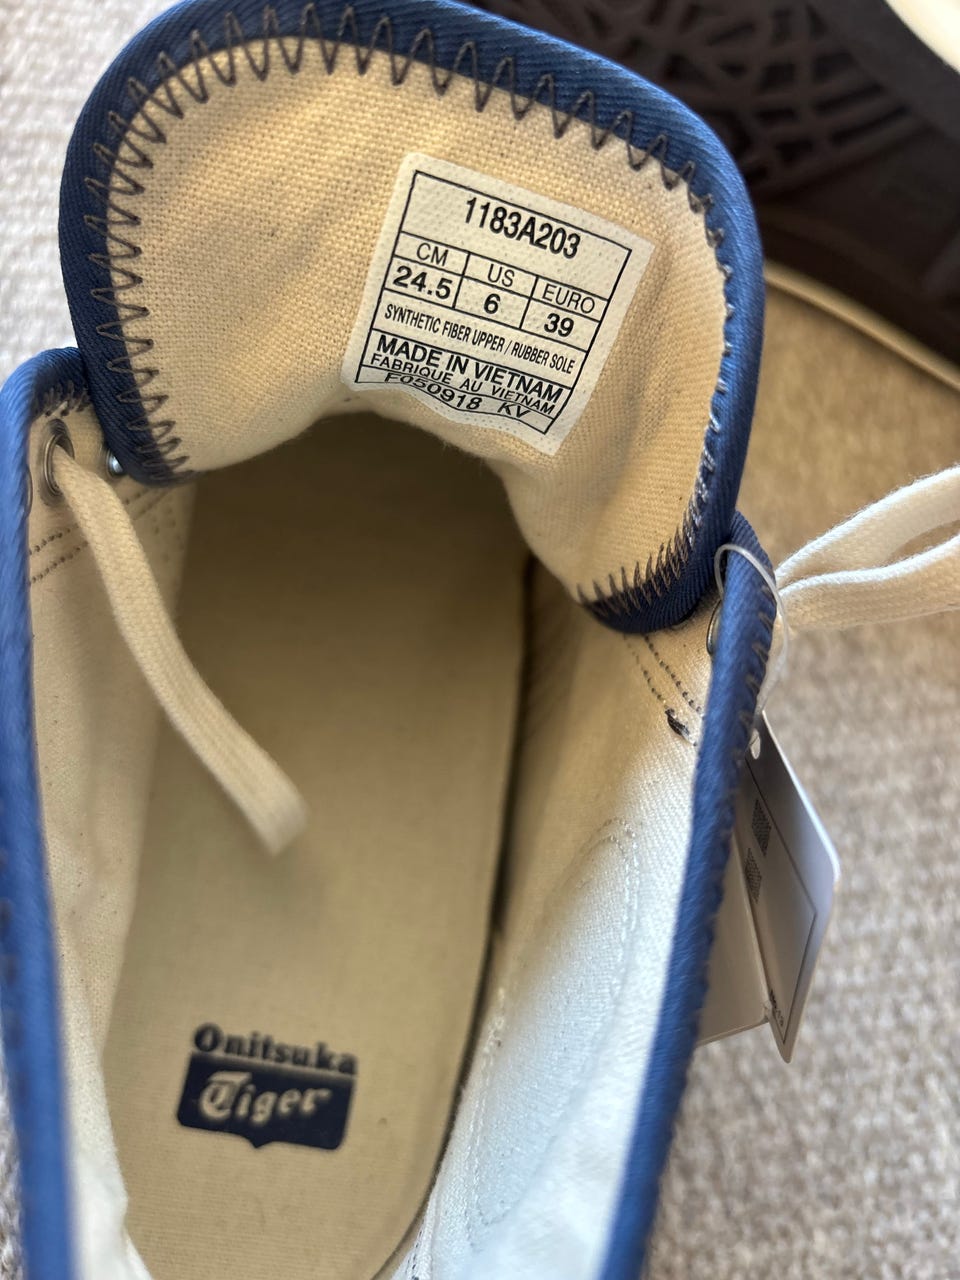 1183A203
CM US EURO
24.5 6 39
SYNTHETIC FIBER UPPER / RUBBER SOLE
MADE IN VIETNAM
FABRIQUE AU VIETNAM
F050918 KV
Onitsuka
Tiger